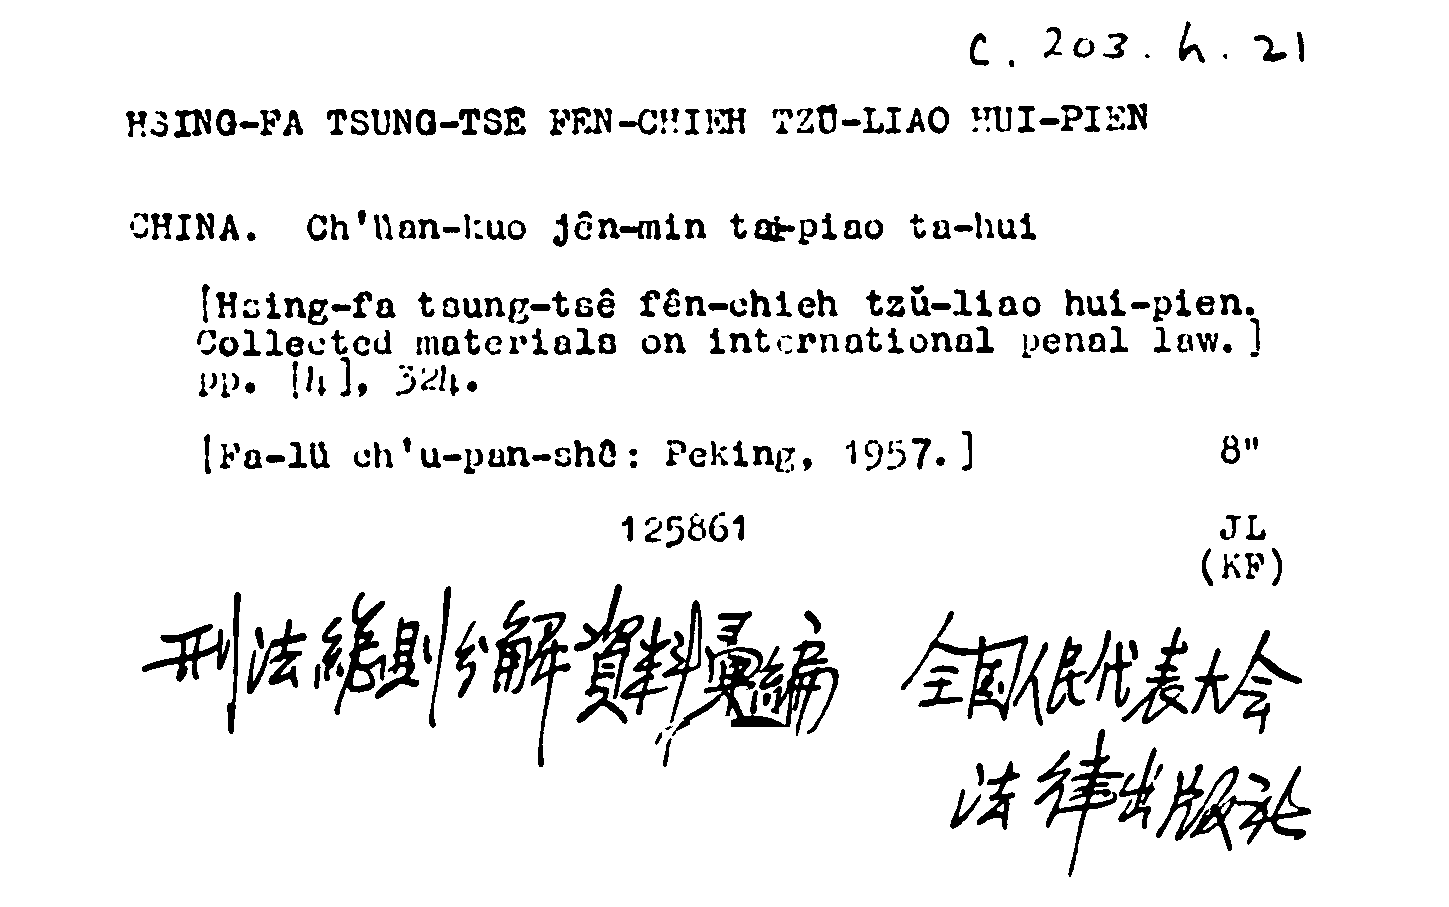 C. 203. h. 21
HSING-FA TSUNG-TSÊ FÊN-CHIEH TZŬ-LIAO HUI-PIEN
CHINA. Ch'üan-kuo jên-min tai-piao ta-hui
[Hsing-fa tsung-tsê fên-chieh tzŭ-liao hui-pien.
Collected materials on international penal law.]
pp. [4], 324.
[Fa-lü ch'u-pan-shê: Peking, 1957.] 8"
125861 JL
(KF)
刑法總則分解資料彙編 全国人民代表大会
法律出版社